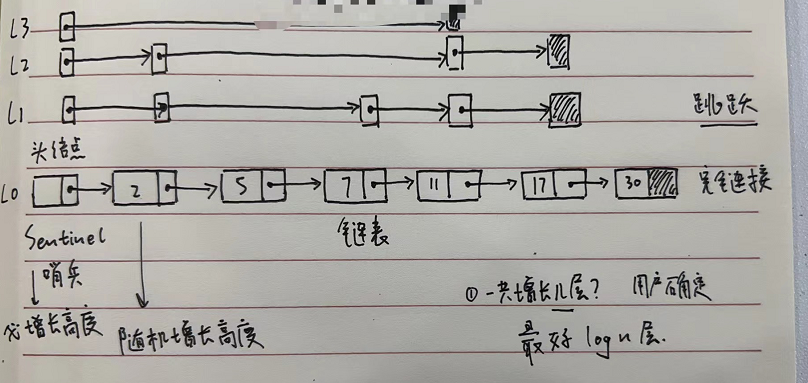 L3
L2
L1 跳跃
头结点
L0 2 5 7 11 17 30 完全连接
Sentinel 链表
哨兵
增长高度 随机增长高度
① 一共增长几层? 用户确定
最好 log n 层.